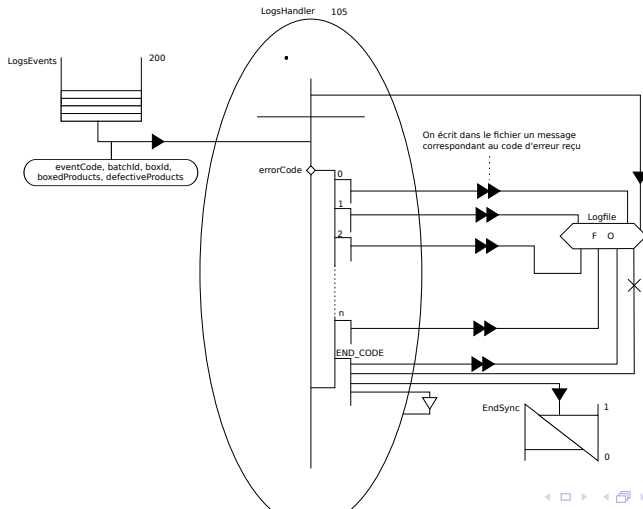 LogsHandler 105
LogsEvents 200
On écrit dans le fichier un message
correspondant au code d'erreur reçu
eventCode, batchId, boxId,
boxedProducts, defectiveProducts
errorCode
0
1
2
Logfile
F O
n
END_CODE
EndSync
1
0